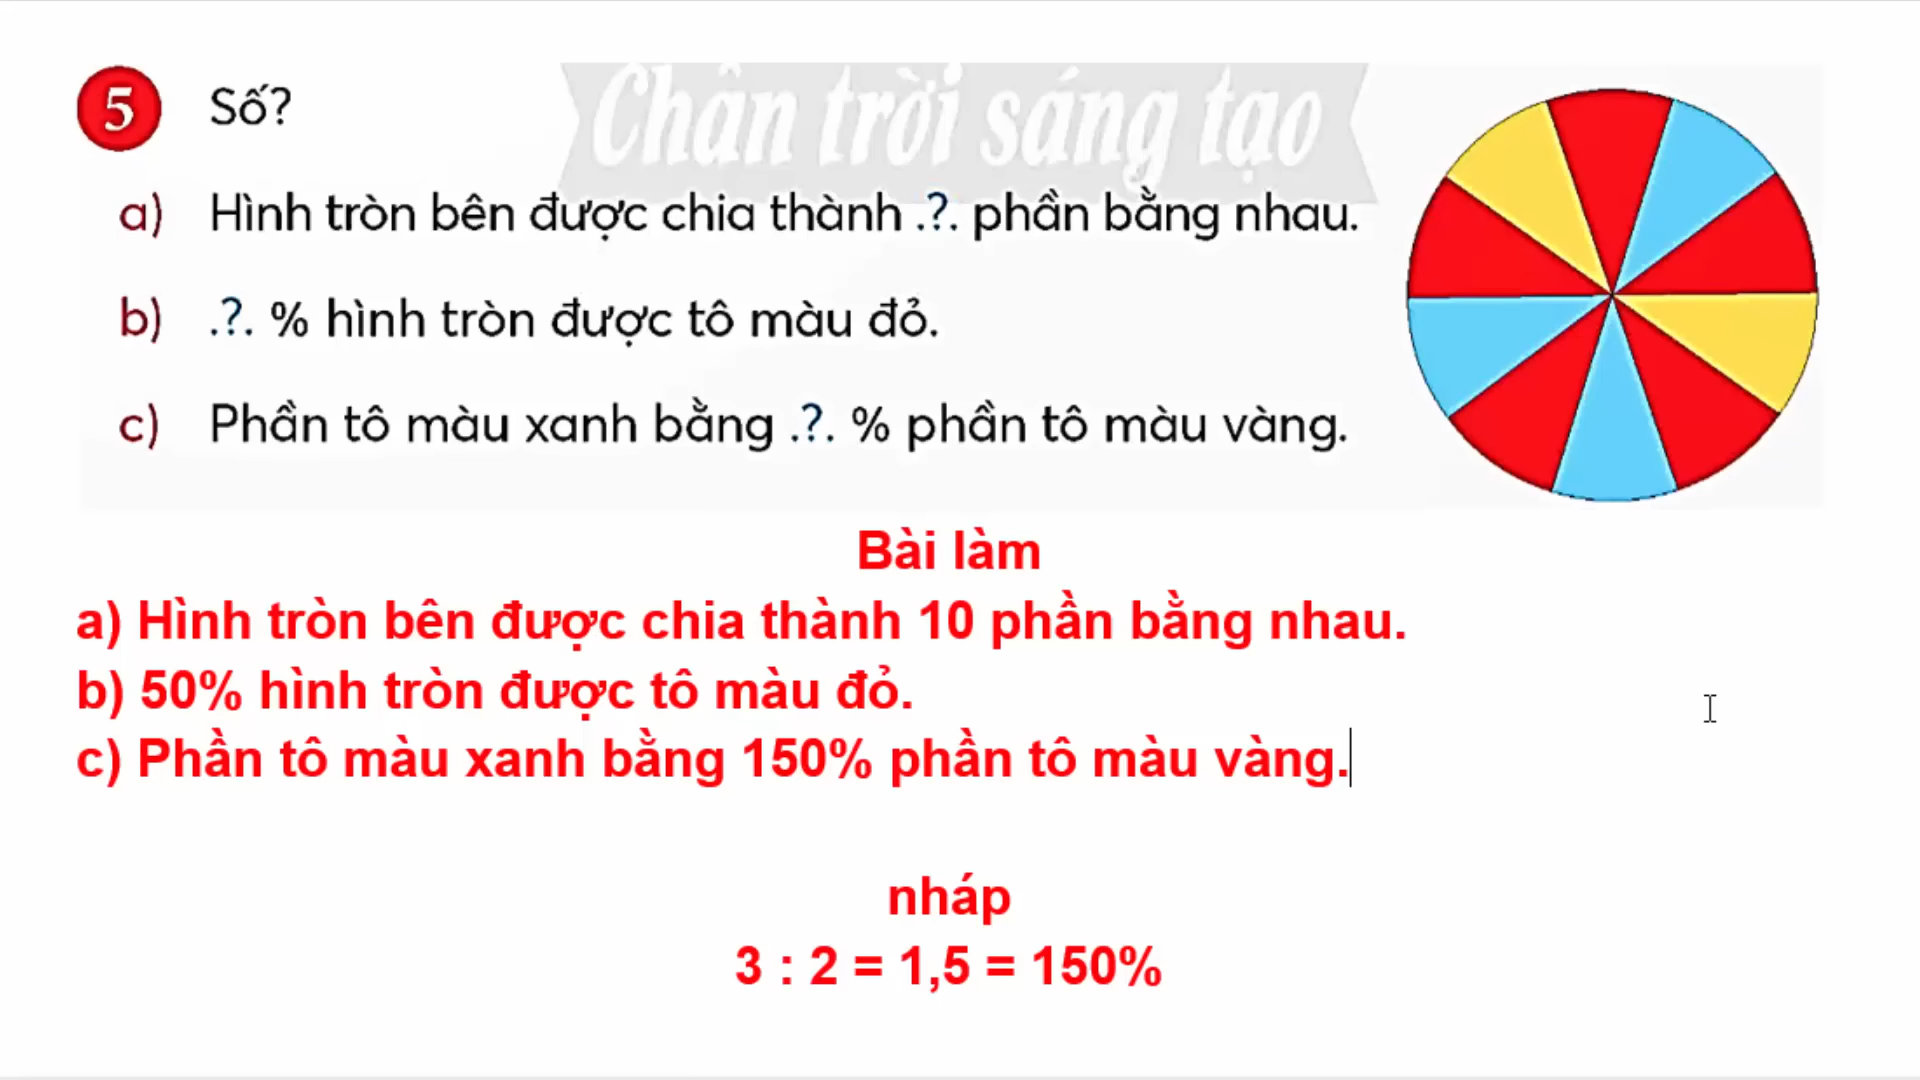 Chân trời sáng tạo
5 Số?
a) Hình tròn bên được chia thành .?. phần bằng nhau.
b) .?. % hình tròn được tô màu đỏ.
c) Phần tô màu xanh bằng .?. % phần tô màu vàng.
Bài làm
a) Hình tròn bên được chia thành 10 phần bằng nhau.
b) 50% hình tròn được tô màu đỏ.
c) Phần tô màu xanh bằng 150% phần tô màu vàng.
nháp
3 : 2 = 1,5 = 150%